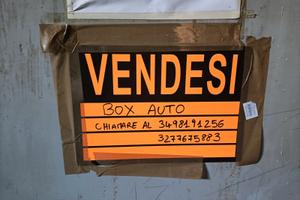 VENDESI
BOX AUTO
CHIAMARE AL 3498191256
3277675883